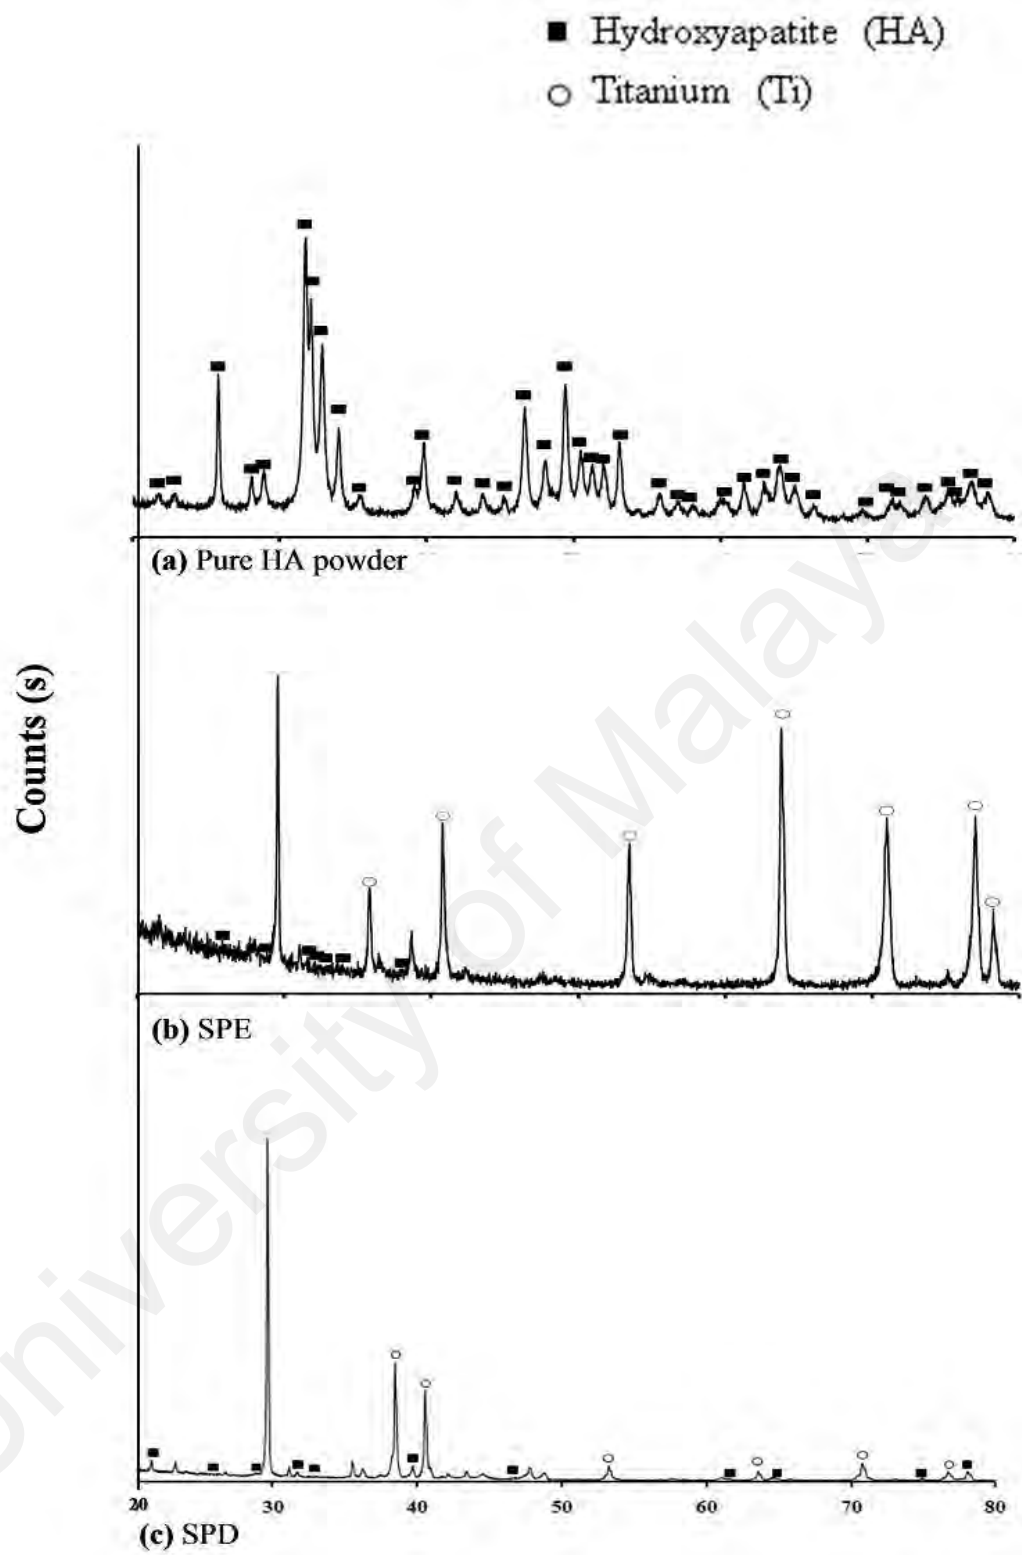 Hydroxyapatite (HA)
Titanium (Ti)
(a) Pure HA powder
Counts (s)
(b) SPE
20 30 40 50 60 70 80
(c) SPD
University of Malaya